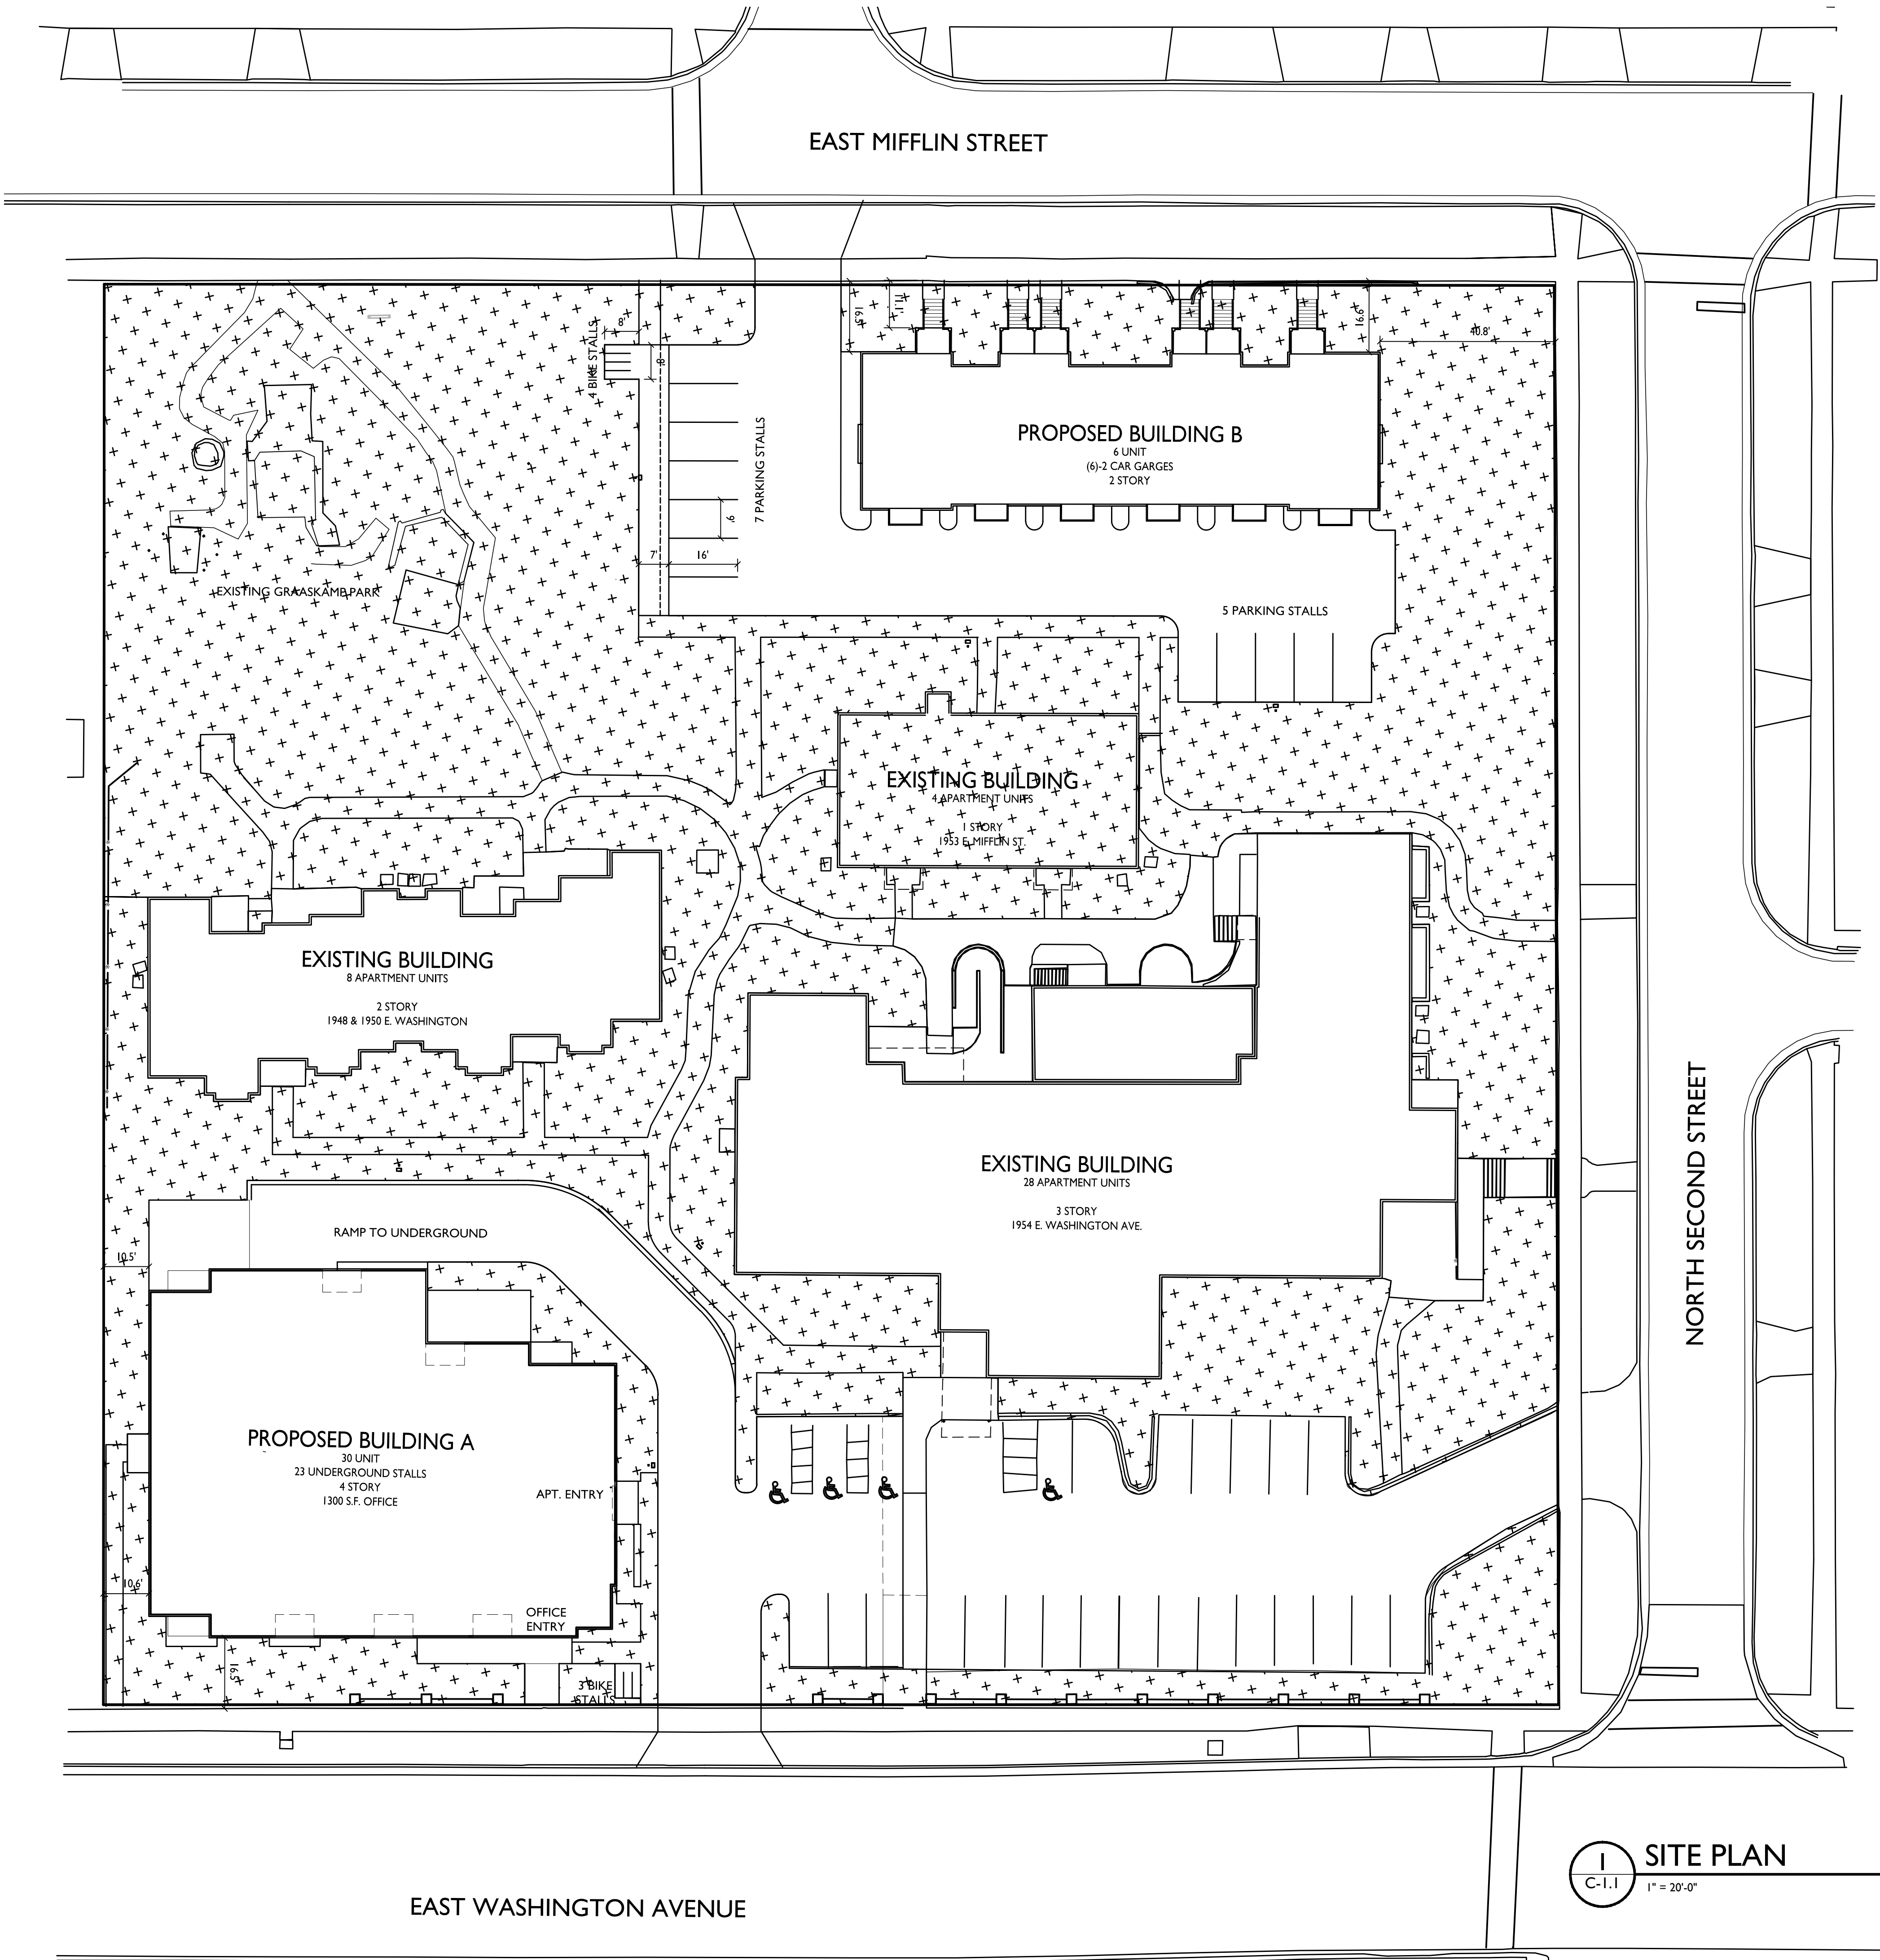 EAST MIFFLIN STREET
4 BIKE STALLS
8'
8'
7 PARKING STALLS
9'
7'
16'
16.5'
11.1'
16.6'
40.8'
PROPOSED BUILDING B
6 UNIT
(6)-2 CAR GARGES
2 STORY
5 PARKING STALLS
EXISTING GRAASKAMP PARK
EXISTING BUILDING
4 APARTMENT UNITS
1 STORY
1953 E. MIFFLIN ST.
EXISTING BUILDING
8 APARTMENT UNITS
2 STORY
1948 & 1950 E. WASHINGTON
EXISTING BUILDING
28 APARTMENT UNITS
3 STORY
1954 E. WASHINGTON AVE.
NORTH SECOND STREET
RAMP TO UNDERGROUND
10.5'
PROPOSED BUILDING A
30 UNIT
23 UNDERGROUND STALLS
4 STORY
1300 S.F. OFFICE
APT. ENTRY
10.6'
OFFICE
ENTRY
16.5'
3 BIKE
STALLS
EAST WASHINGTON AVENUE
1
C-1.1
SITE PLAN
1" = 20'-0"